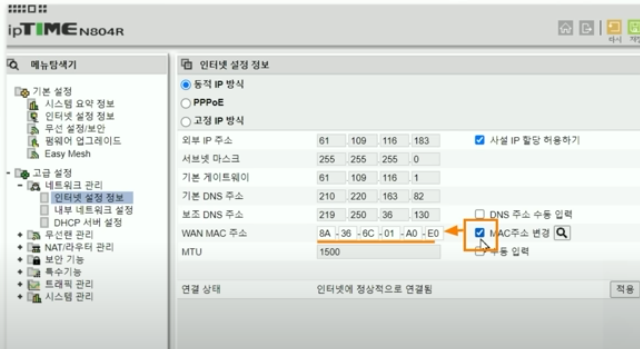 ipTIME N804R
메뉴탐색기
기본 설정
시스템 요약 정보
인터넷 설정 정보
무선 설정/보안
펌웨어 업그레이드
Easy Mesh
고급 설정
네트워크 관리
인터넷 설정 정보
내부 네트워크 설정
DHCP 서버 설정
무선랜 관리
NAT/라우터 관리
보안 기능
특수기능
트래픽 관리
시스템 관리
인터넷 설정 정보
동적 IP 방식
PPPoE
고정 IP 방식
외부 IP 주소 61 . 109 . 116 . 183 사설 IP 할당 허용하기
서브넷 마스크 255 . 255 . 255 . 0
기본 게이트웨이 61 . 109 . 116 . 1
기본 DNS 주소 210 . 220 . 163 . 82
보조 DNS 주소 219 . 250 . 36 . 130 DNS 주소 수동 입력
WAN MAC 주소 8A - 36 - 6C - 01 - A0 - E0 MAC주소 변경
MTU 1500 수동 입력
연결 상태 인터넷에 정상적으로 연결됨 적용